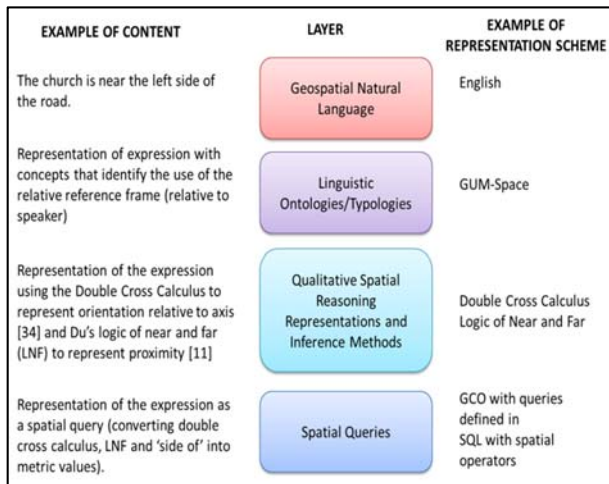 EXAMPLE OF CONTENT
LAYER
EXAMPLE OF
REPRESENTATION SCHEME
The church is near the left side of
the road.
Geospatial Natural
Language
English
Representation of expression with
concepts that identify the use of the
relative reference frame (relative to
speaker)
Linguistic
Ontologies/Typologies
GUM-Space
Representation of the expression
using the Double Cross Calculus to
represent orientation relative to axis
[34] and Du's logic of near and far
(LNF) to represent proximity [11]
Qualitative Spatial
Reasoning
Representations and
Inference Methods
Double Cross Calculus
Logic of Near and Far
Representation of the expression as
a spatial query (converting double
cross calculus, LNF and 'side of' into
metric values).
Spatial Queries
GCO with queries
defined in
SQL with spatial
operators